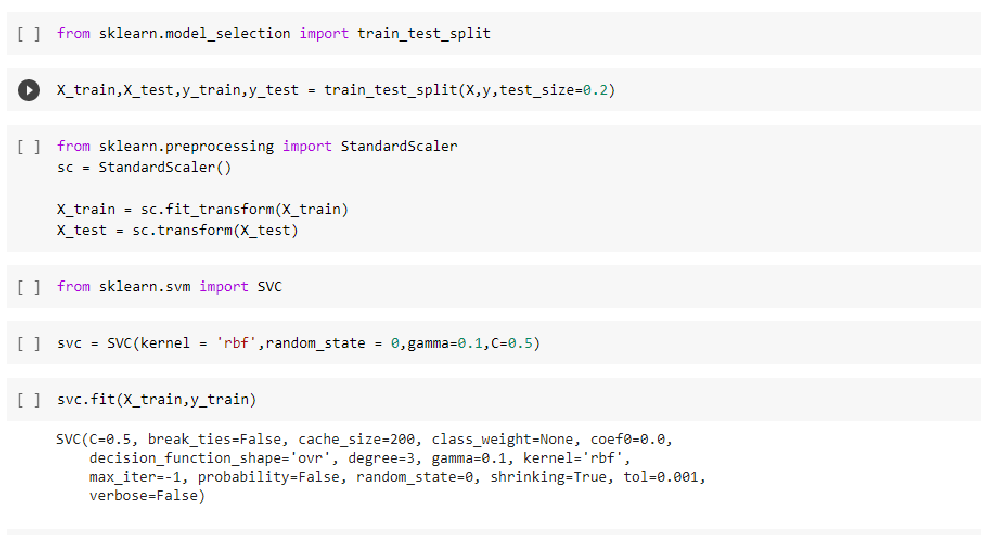 [ ] from sklearn.model_selection import train_test_split
X_train,X_test,y_train,y_test = train_test_split(X,y,test_size=0.2)
[ ] from sklearn.preprocessing import StandardScaler
sc = StandardScaler()
X_train = sc.fit_transform(X_train)
X_test = sc.transform(X_test)
[ ] from sklearn.svm import SVC
[ ] svc = SVC(kernel = 'rbf',random_state = 0,gamma=0.1,C=0.5)
[ ] svc.fit(X_train,y_train)
SVC(C=0.5, break_ties=False, cache_size=200, class_weight=None, coef0=0.0,
decision_function_shape='ovr', degree=3, gamma=0.1, kernel='rbf',
max_iter=-1, probability=False, random_state=0, shrinking=True, tol=0.001,
verbose=False)